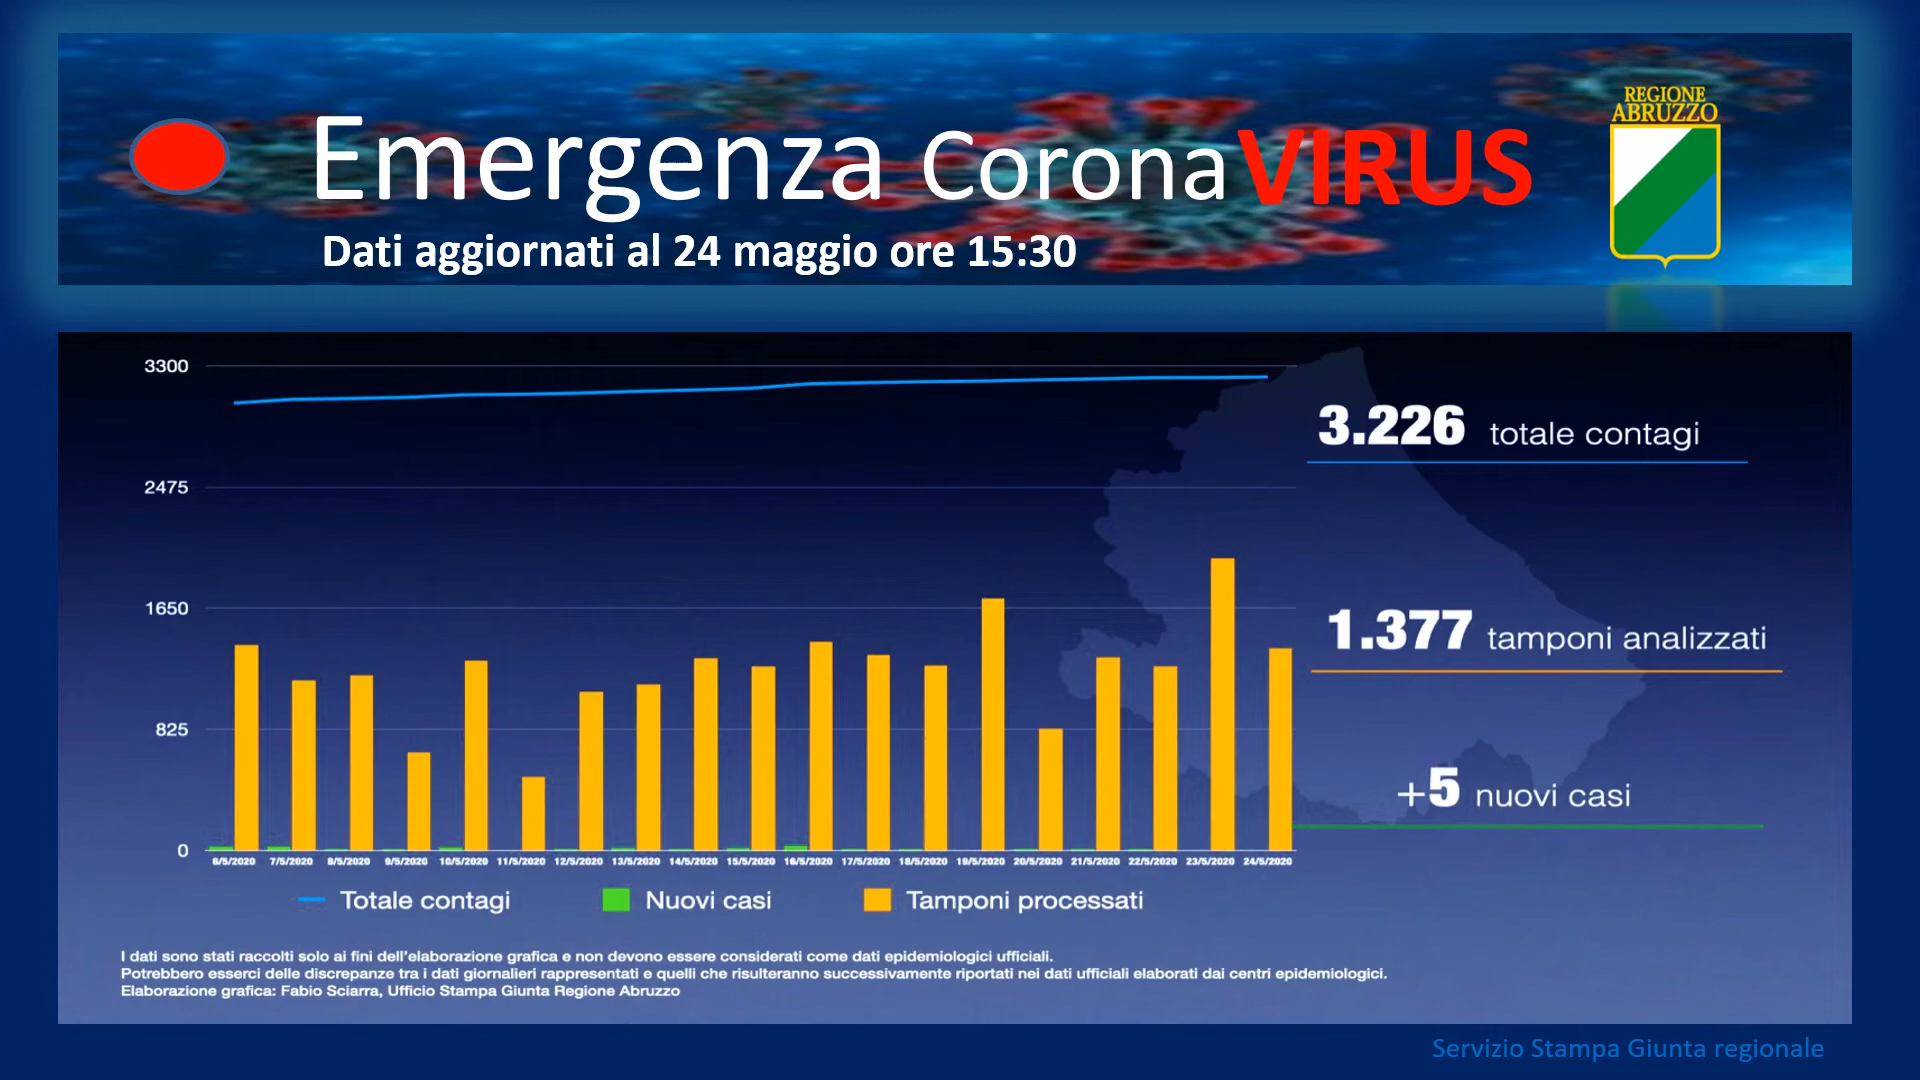 REGIONE
ABRUZZO
Emergenza CoronaVIRUS
Dati aggiornati al 24 maggio ore 15:30
3300
2475
1650
825
0
3.226 totale contagi
1.377 tamponi analizzati
+5 nuovi casi
6/5/2020 7/5/2020 8/5/2020 9/5/2020 10/5/2020 11/5/2020 12/5/2020 13/5/2020 14/5/2020 15/5/2020 16/5/2020 17/5/2020 18/5/2020 19/5/2020 20/5/2020 21/5/2020 22/5/2020 23/5/2020 24/5/2020
Totale contagi Nuovi casi Tamponi processati
I dati sono stati raccolti solo ai fini dell'elaborazione grafica e non devono essere considerati come dati epidemiologici ufficiali.
Potrebbero esserci delle discrepanze tra i dati giornalieri rappresentati e quelli che risulteranno successivamente riportati nei dati ufficiali elaborati dai centri epidemiologici.
Elaborazione grafica: Fabio Sciarra, Ufficio Stampa Giunta Regione Abruzzo
Servizio Stampa Giunta regionale